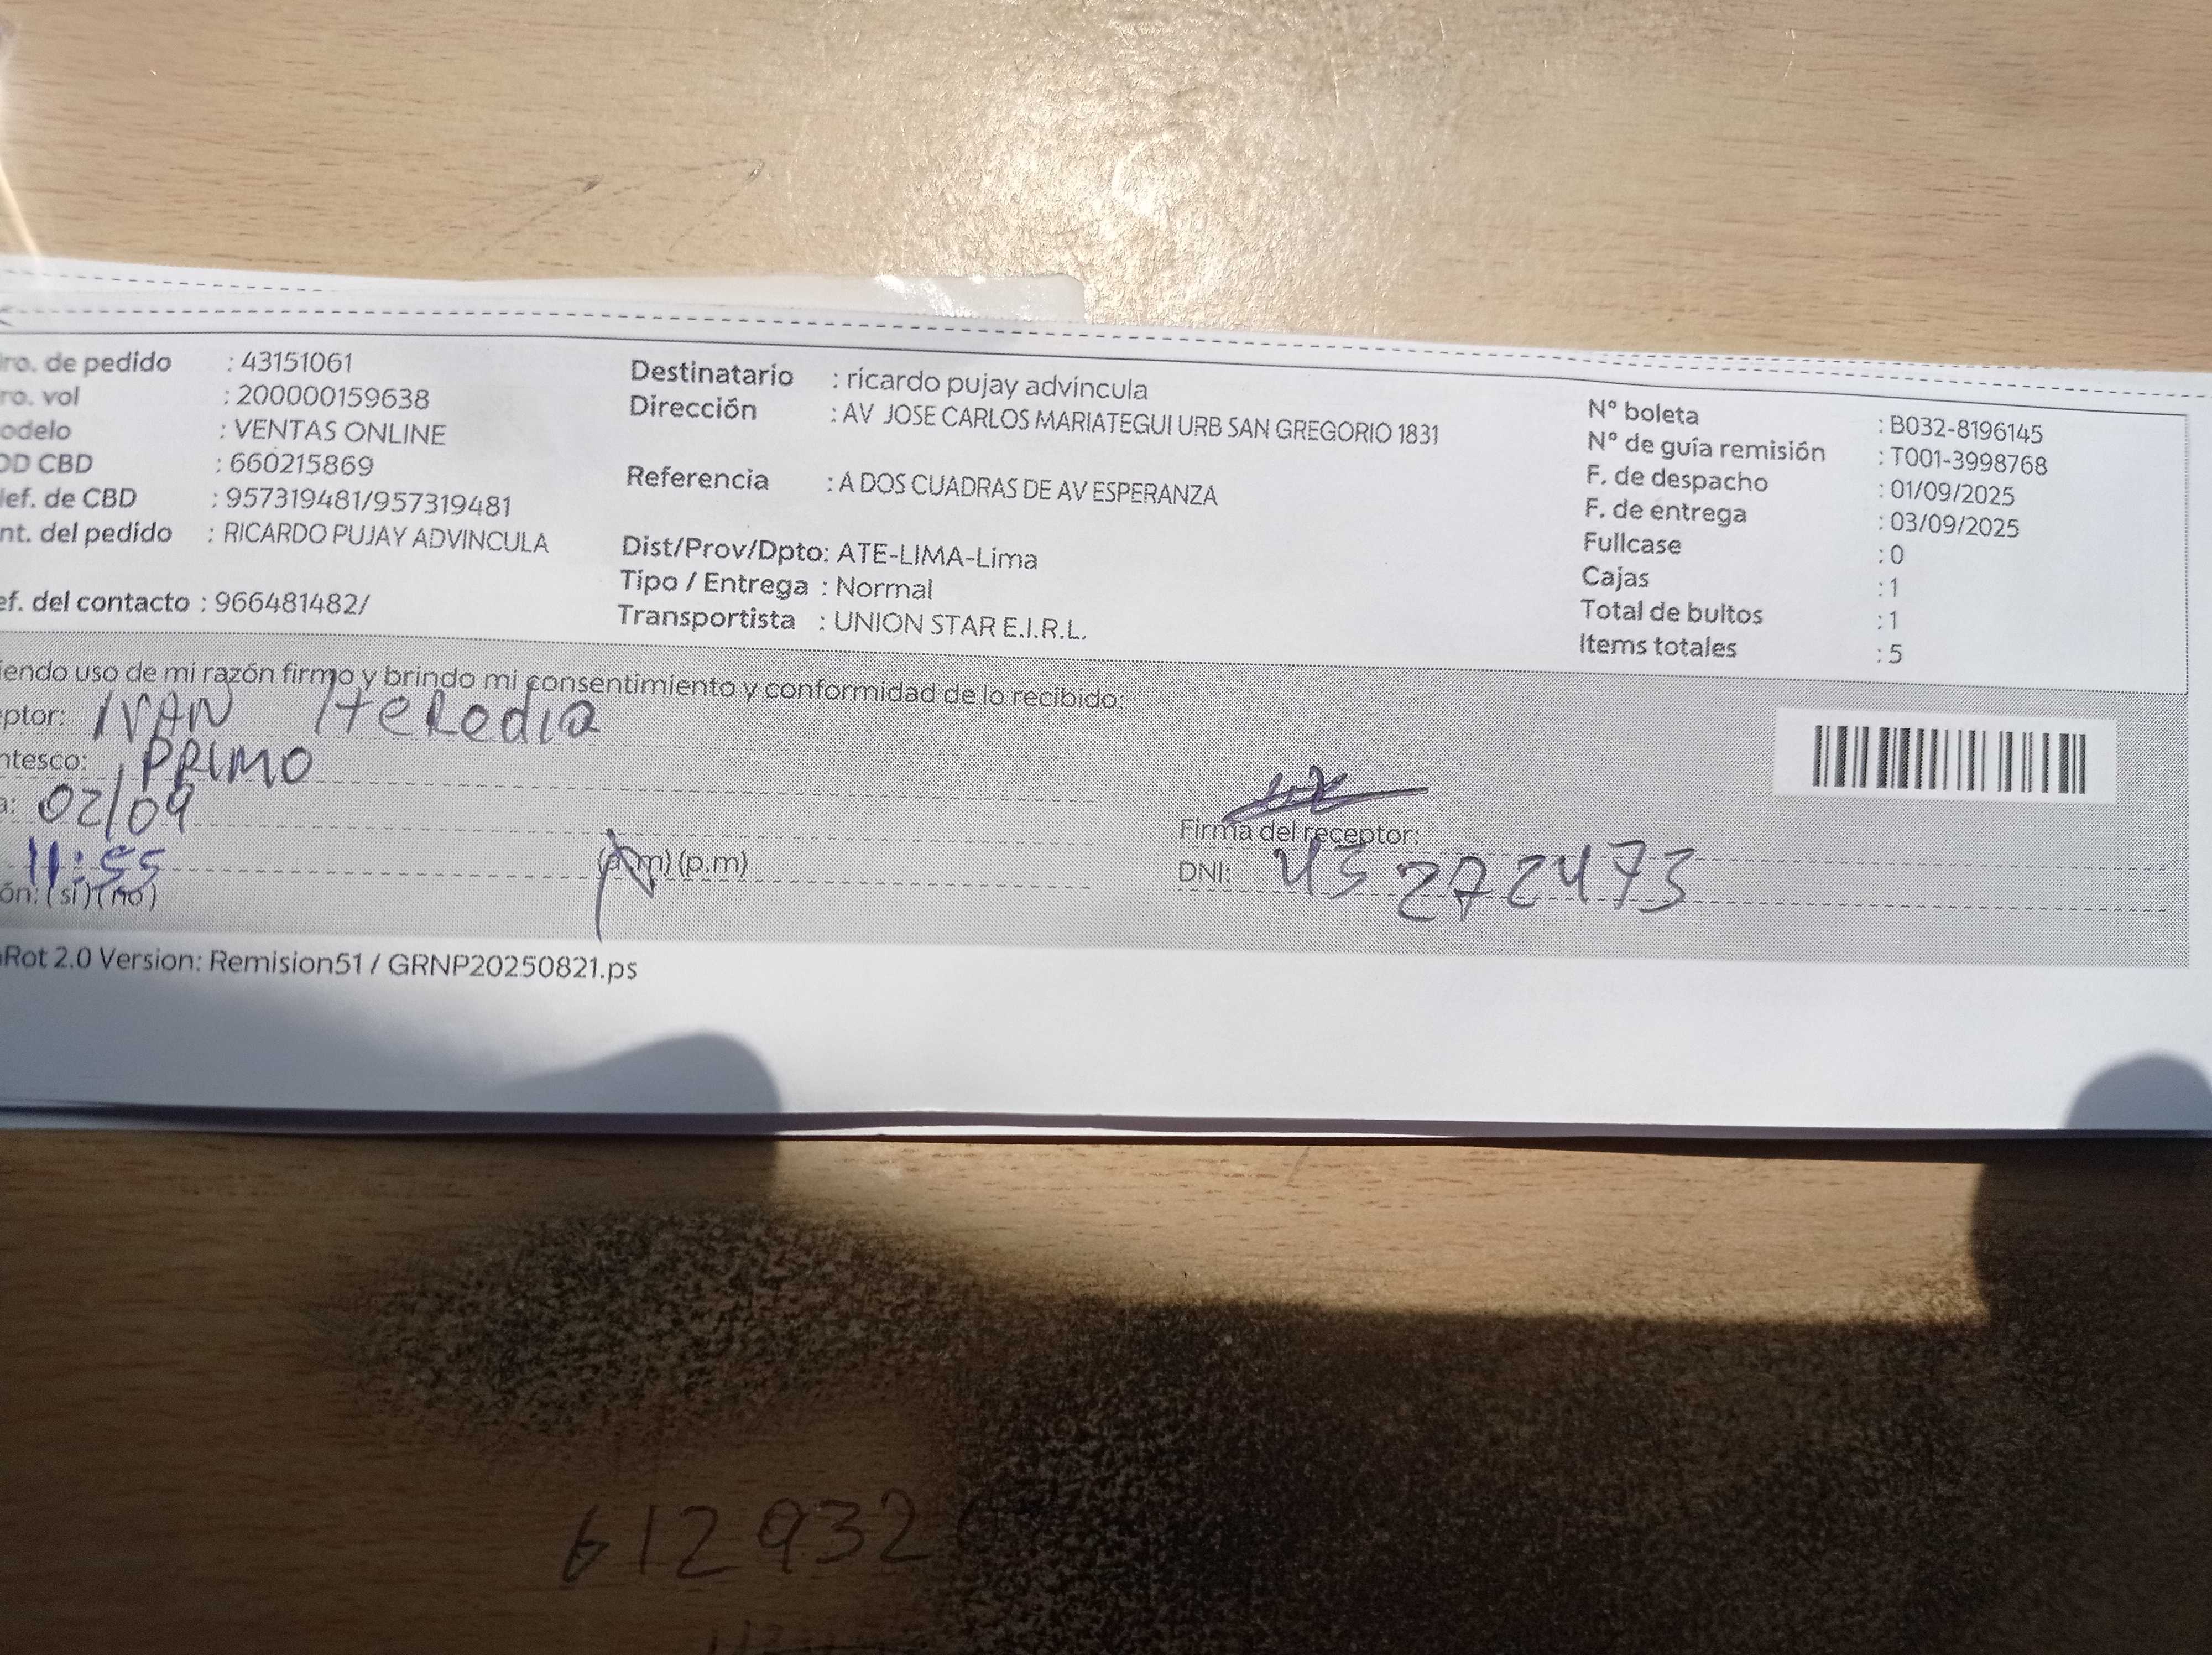 ro. de pedido : 43151061
ro. vol : 200000159638
odelo : VENTAS ONLINE
OD CBD : 660215869
ef. de CBD : 957319481/957319481
nt. del pedido : RICARDO PUJAY ADVINCULA
ef. del contacto : 966481482/
Destinatario : ricardo pujay advincula
Dirección : AV JOSE CARLOS MARIATEGUI URB SAN GREGORIO 1831
Referencia : A DOS CUADRAS DE AV ESPERANZA
Dist/Prov/Dpto: ATE-LIMA-Lima
Tipo / Entrega : Normal
Transportista : UNION STAR E.I.R.L.
N° boleta : B032-8196145
N° de guía remisión : T001-3998768
F. de despacho : 01/09/2025
F. de entrega : 03/09/2025
Fullcase : 0
Cajas : 1
Total de bultos : 1
Items totales : 5
iendo uso de mi razón firmo y brindo mi consentimiento y conformidad de lo recibido:
eptor: IVAN Heredia
ntesco: PRIMO
a: 02/09
11:55 (a.m) (p.m)
ón: (si) (no)
Firma del receptor:
DNI: 43272473
Rot 2.0 Version: Remision51 / GRNP20250821.ps
6129320